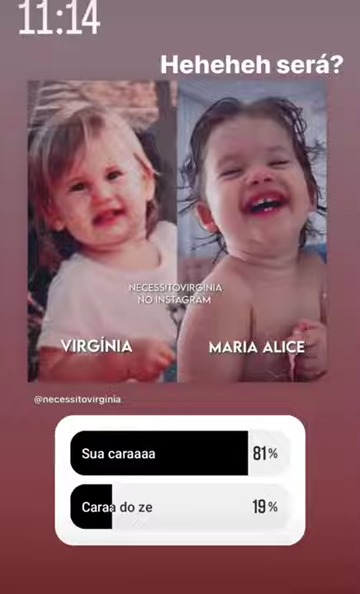 11:14
Heheheh será?
NECESSITOVIRGINIA
NO INSTAGRAM
VIRGÍNIA
MARIA ALICE
@necessitovirginia
Sua caraaaa 81%
Caraa do ze 19%